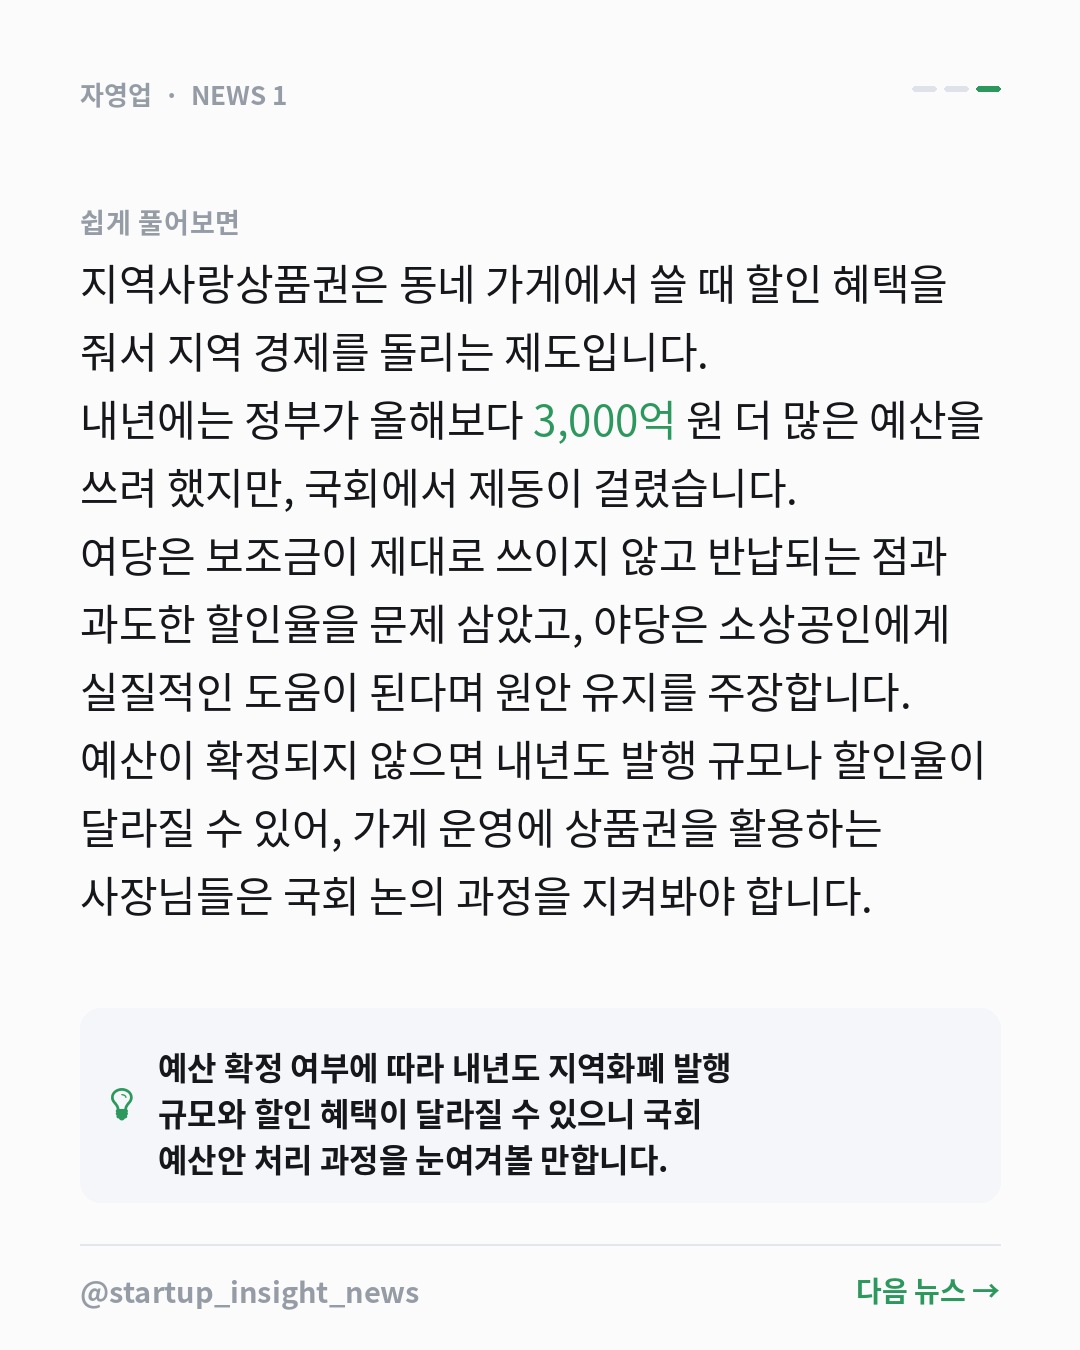 자영업 · NEWS 1
쉽게 풀어보면
지역사랑상품권은 동네 가게에서 쓸 때 할인 혜택을
줘서 지역 경제를 돌리는 제도입니다.
내년에는 정부가 올해보다 3,000억 원 더 많은 예산을
쓰려 했지만, 국회에서 제동이 걸렸습니다.
여당은 보조금이 제대로 쓰이지 않고 반납되는 점과
과도한 할인율을 문제 삼았고, 야당은 소상공인에게
실질적인 도움이 된다며 원안 유지를 주장합니다.
예산이 확정되지 않으면 내년도 발행 규모나 할인율이
달라질 수 있어, 가게 운영에 상품권을 활용하는
사장님들은 국회 논의 과정을 지켜봐야 합니다.
예산 확정 여부에 따라 내년도 지역화폐 발행
규모와 할인 혜택이 달라질 수 있으니 국회
예산안 처리 과정을 눈여겨볼 만합니다.
@startup_insight_news
다음 뉴스 →